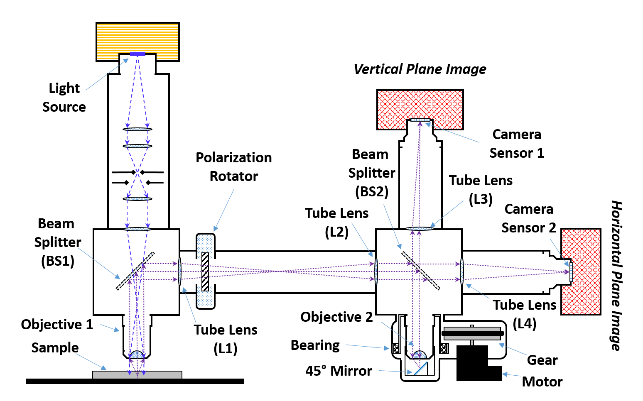 Light
Source
Vertical Plane Image
Camera
Sensor 1
Polarization
Rotator
Beam
Splitter
(BS2)
Tube Lens
(L3)
Tube Lens
(L2)
Camera
Sensor 2
Horizontal Plane Image
Beam
Splitter
(BS1)
Objective 1
Sample
Tube Lens
(L1)
Objective 2
Bearing
45° Mirror
Tube Lens
(L4)
Gear
Motor